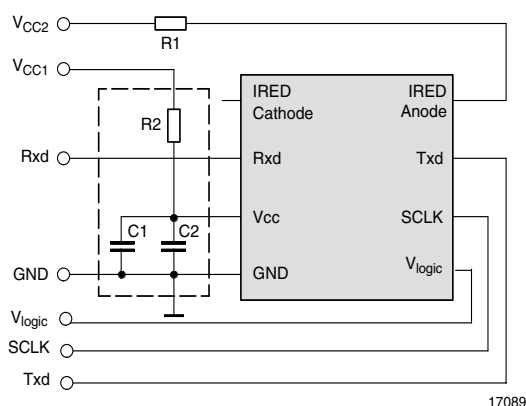 VCC2
R1
VCC1
IRED
Cathode
IRED
Anode
R2
Rxd
Rxd
Txd
Vcc
SCLK
C1
C2
GND
GND
Vlogic
Vlogic
SCLK
Txd
17089